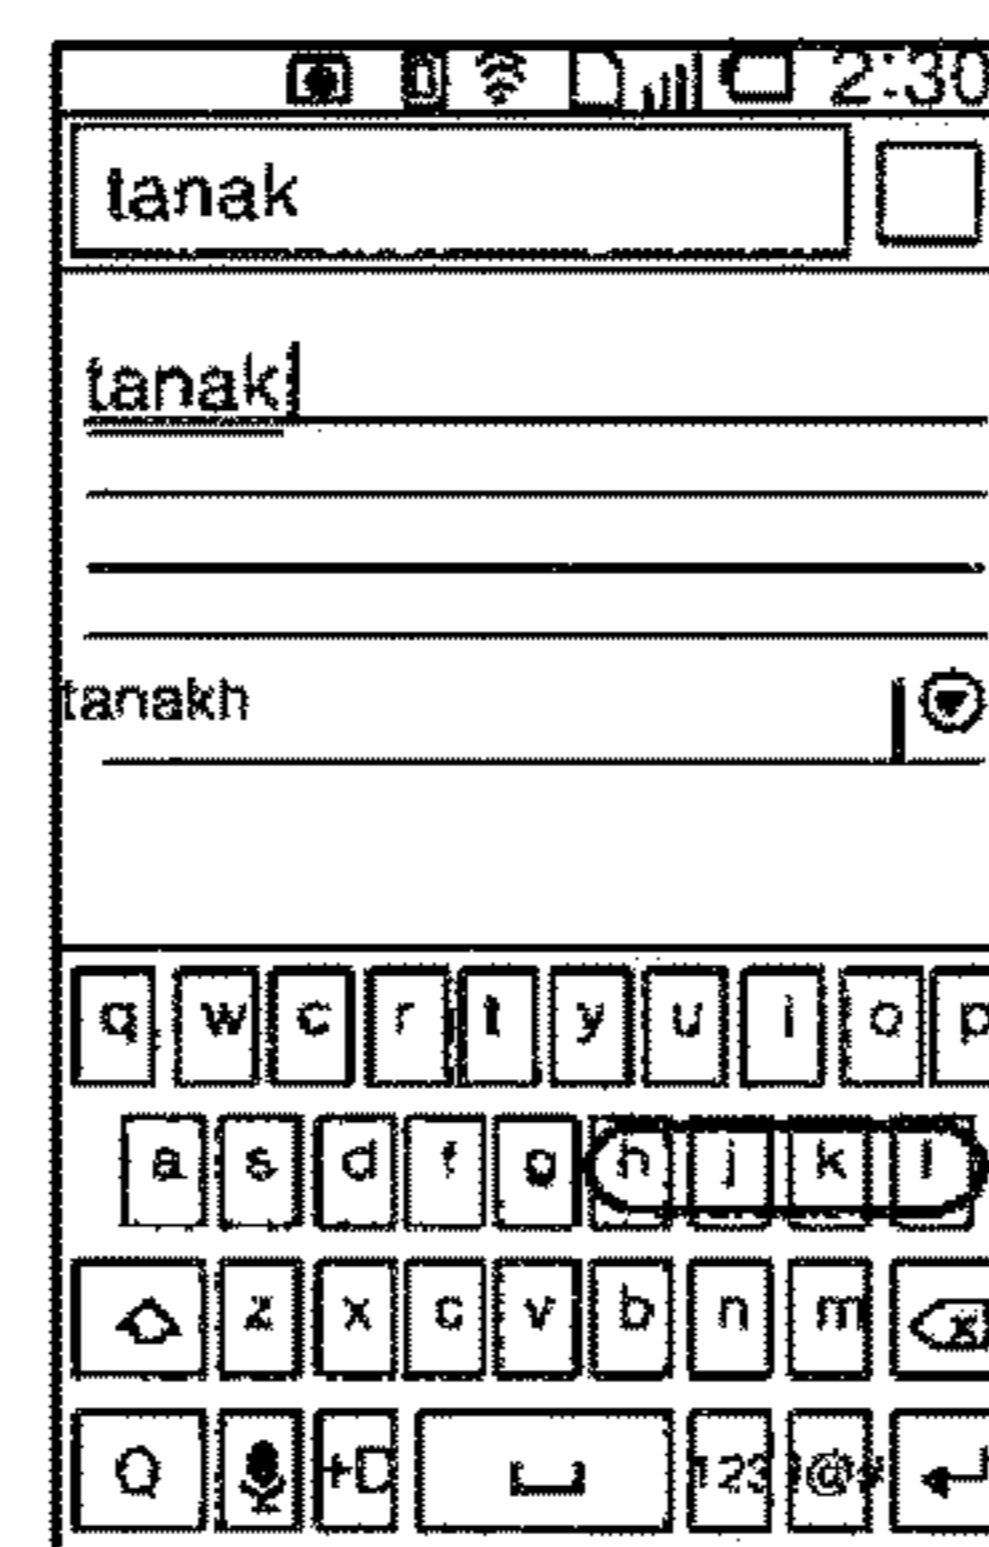 2:30
tanak
tanak
tanakh
q w c r t y u i o p
a s d f g h j k l
z x c v b n m x
123 @